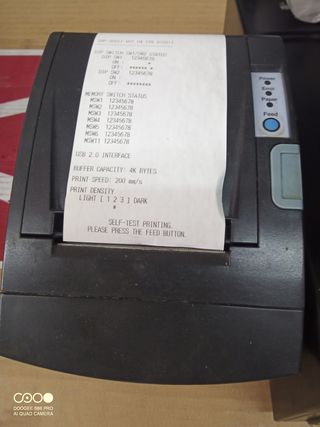 DIP SWITCH SW1/SW2 STATUS
DIP SW1 12345678
ON : *
OFF: ****** *
DIP SW2 12345678
ON :
OFF: ********
MEMORY SWITCH STATUS
MSW1 12345678
MSW2 12345678
MSW3 12345678
MSW4 12345678
MSW5 12345678
MSW6 12345678
MSW11 12345678
USB 2.0 INTERFACE
BUFFER CAPACITY: 4K BYTES
PRINT SPEED: 200 mm/s
PRINT DENSITY
LIGHT [ 1 2 3 ] DARK
*
SELF-TEST PRINTING.
PLEASE PRESS THE FEED BUTTON.
Power
Error
Paper
Feed
DOOGEE S88 PRO
AI QUAD CAMERA